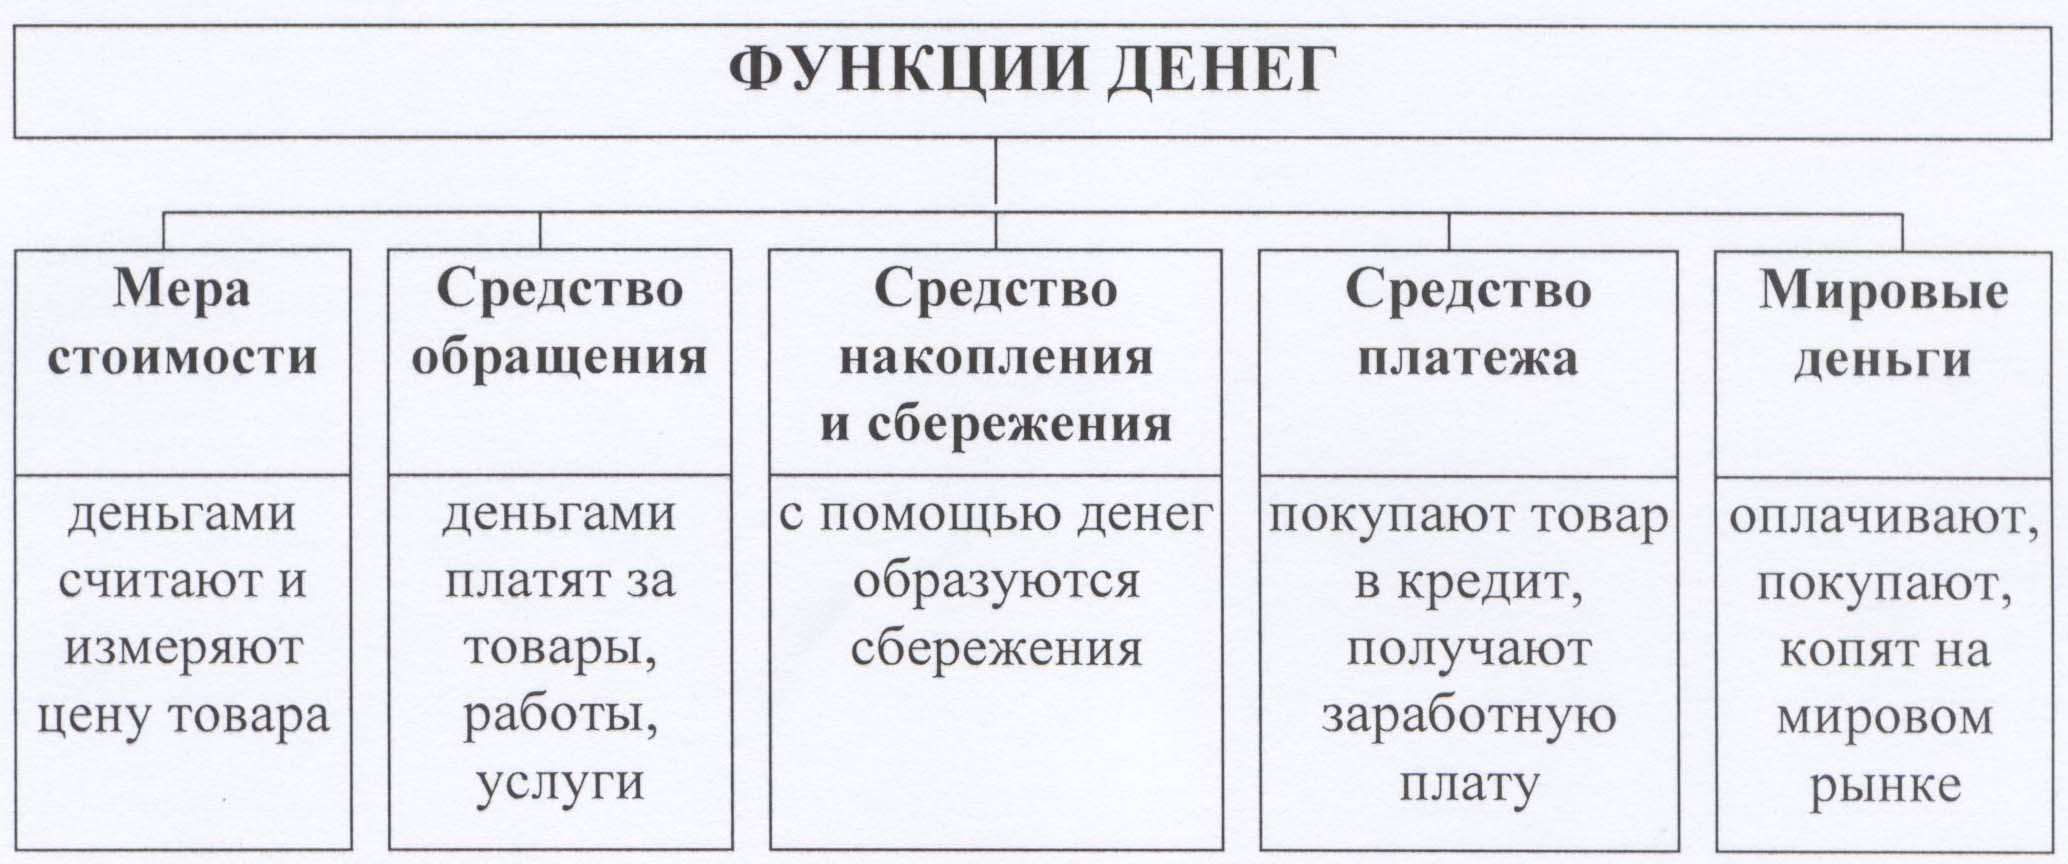 ФУНКЦИИ ДЕНЕГ
Мера
стоимости
деньгами
считают и
измеряют
цену товара
Средство
обращения
деньгами
платят за
товары,
работы,
услуги
Средство
накопления
и сбережения
с помощью денег
образуются
сбережения
Средство
платежа
покупают товар
в кредит,
получают
заработную
плату
Мировые
деньги
оплачивают,
покупают,
копят на
мировом
рынке